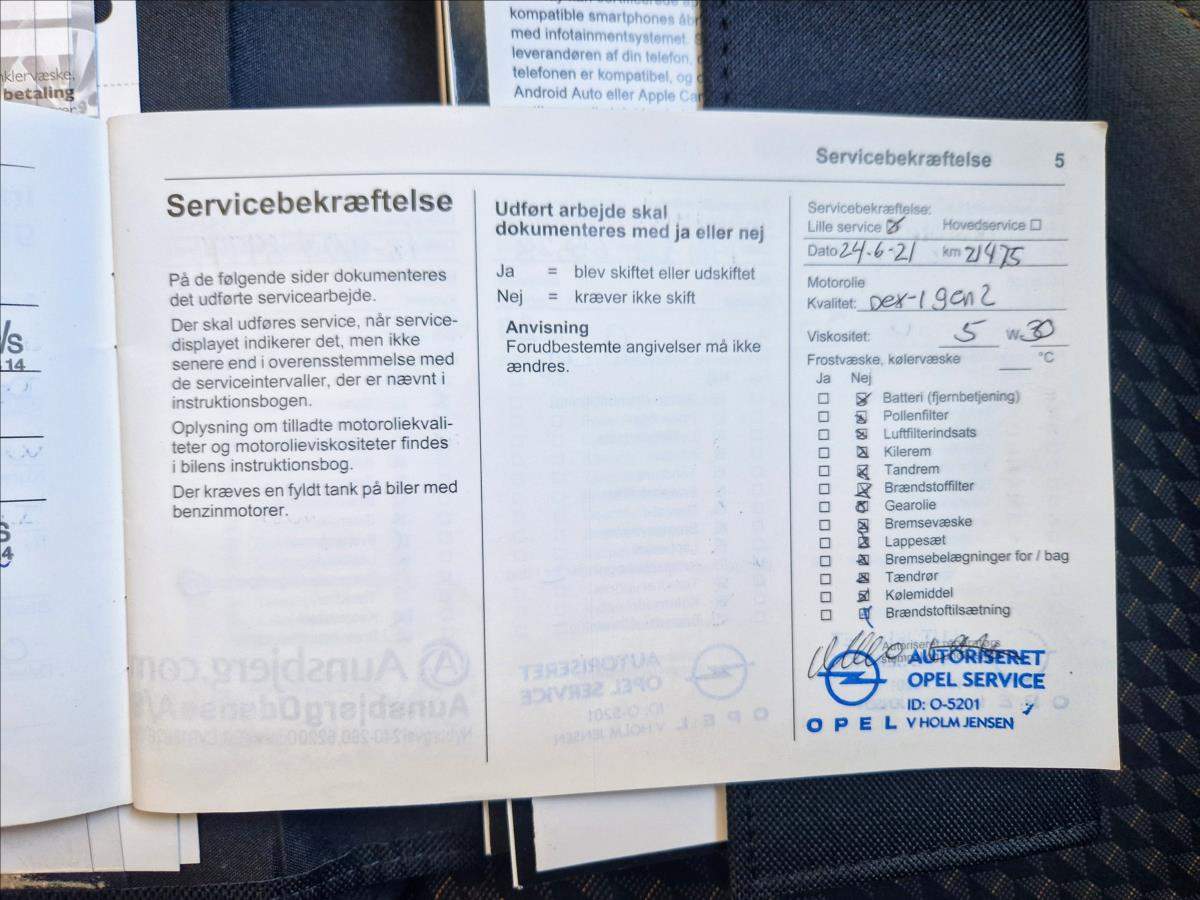 kompatible smartphones
med infotainmentsystemet.
leverandøren af din telefon,
telefonen er kompatibel, og
Android Auto eller Apple Car
klervæske,
betaling
/s
14
Servicebekræftelse 5
Servicebekræftelse
På de følgende sider dokumenteres
det udførte servicearbejde.
Der skal udføres service, når service-
displayet indikerer det, men ikke
senere end i overensstemmelse med
de serviceintervaller, der er nævnt i
instruktionsbogen.
Oplysning om tilladte motoroliekvali-
teter og motorolieviskositeter findes
i bilens instruktionsbog.
Der kræves en fyldt tank på biler med
benzinmotorer.
Udført arbejde skal
dokumenteres med ja eller nej
Ja = blev skiftet eller udskiftet
Nej = kræver ikke skift
Anvisning
Forudbestemte angivelser må ikke
ændres.
Servicebekræftelse:
Lille service Hovedservice
Dato 24-6-21 km 21475
Motorolie
Kvalitet: Dex-1 gen2
Viskositet: 5 W- 30
Frostvæske, kølervæske °C
Ja Nej
Batteri (fjernbetjening)
Pollenfilter
Luftfilterindsats
Kilerem
Tandrem
Brændstoffilter
Gearolie
Bremsevæske
Lappesæt
Bremsebelægninger for / bag
Tændrør
Kølemiddel
Brændstoftilsætning
AUTORISERET
OPEL SERVICE
ID: O-5201
OPEL V HOLM JENSEN